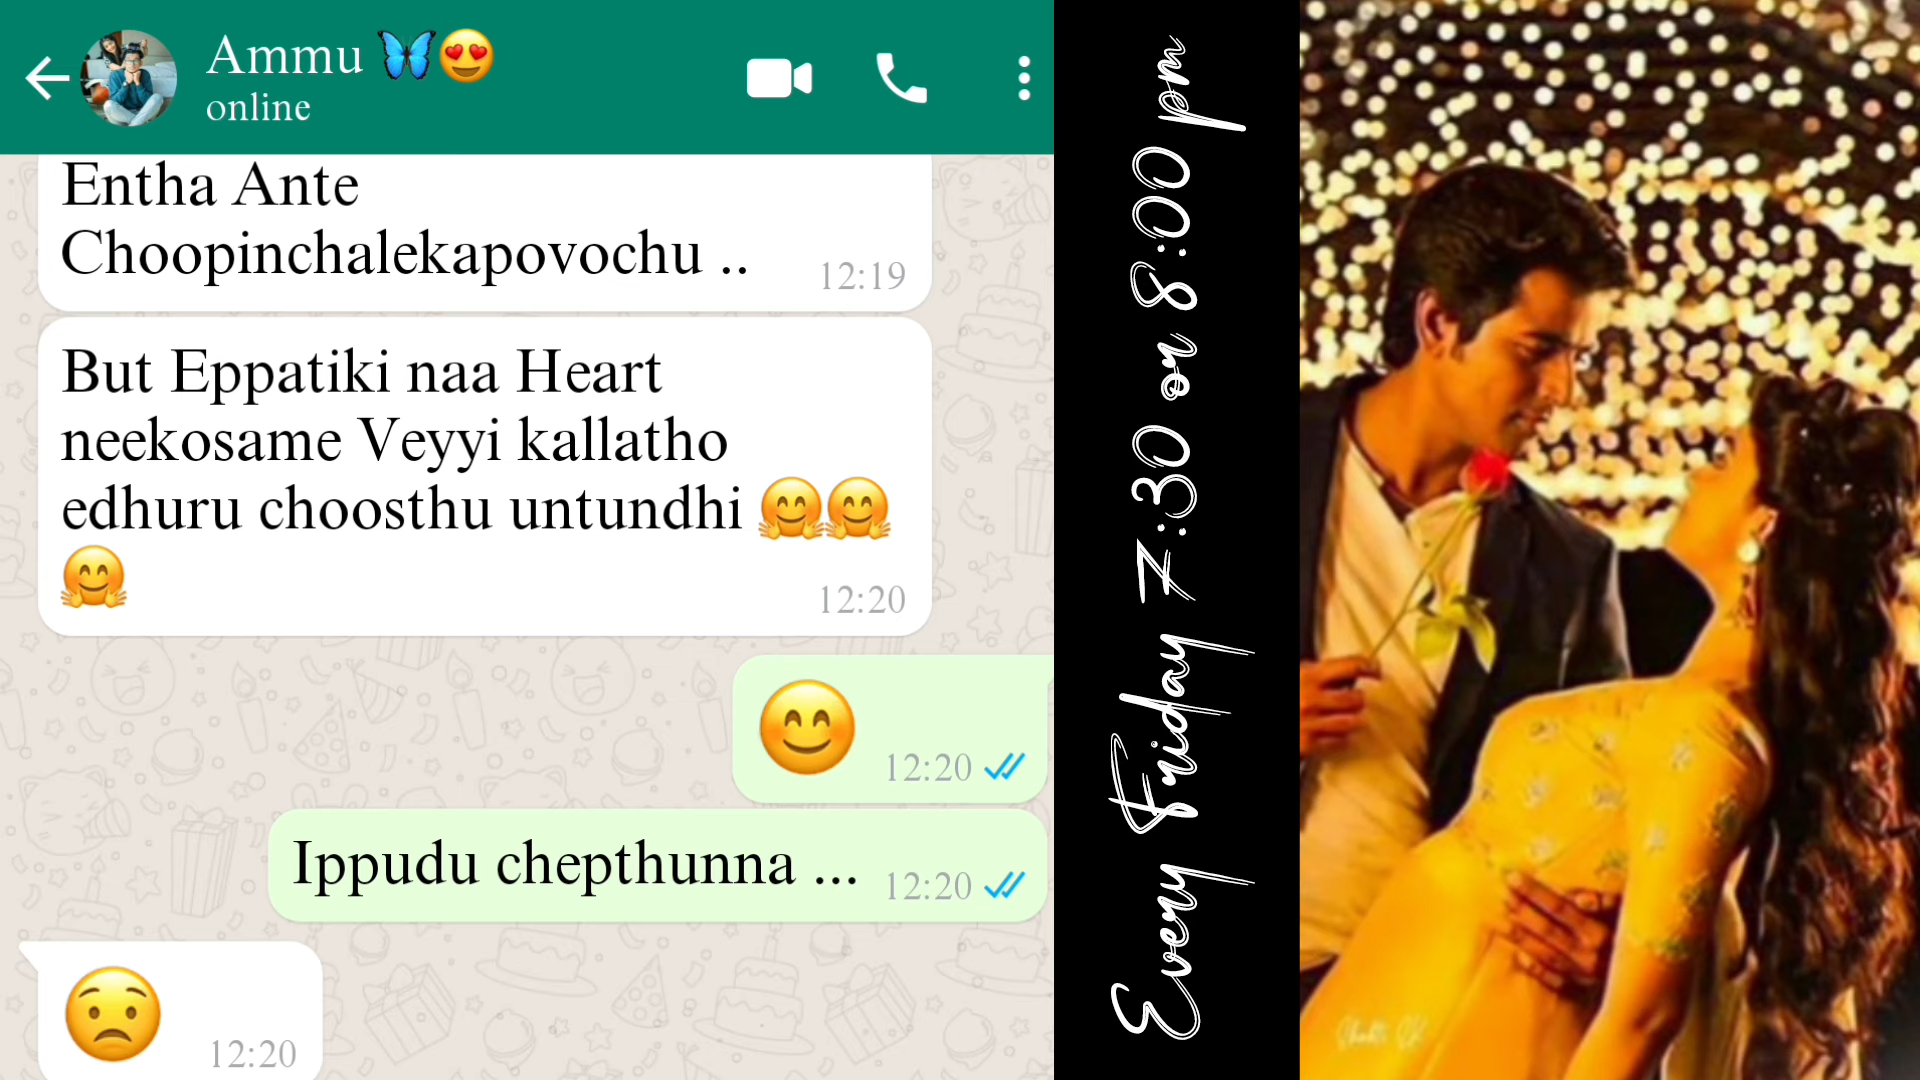 Ammu 🦋😍
online
Entha Ante
Choopinchalekapovochu ..
12:19
But Eppatiki naa Heart
neekosame Veyyi kallatho
edhuru choosthu untundhi 🤗🤗
🤗
12:20
😊 12:20
Ippudu chepthunna ... 12:20
😟 12:20
Every Friday 7:30 or 8:00 pm